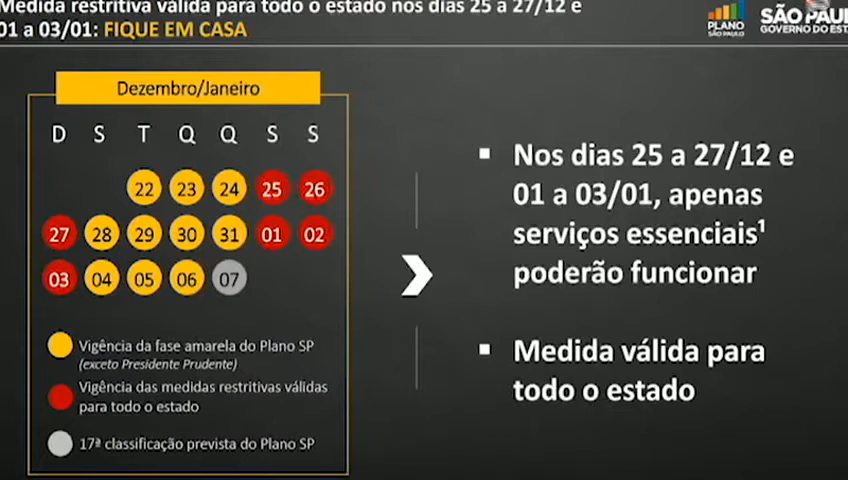 Medida restritiva válida para todo o estado nos dias 25 a 27/12 e
01 a 03/01: FIQUE EM CASA
PLANO
SÃO PAULO
SÃO PAUL
GOVERNO DO EST
Dezembro/Janeiro
D S T Q Q S S
22 23 24 25 26
27 28 29 30 31 01 02
03 04 05 06 07
Vigência da fase amarela do Plano SP
(exceto Presidente Prudente)
Vigência das medidas restritivas válidas
para todo o estado
17ª classificação prevista do Plano SP
▪ Nos dias 25 a 27/12 e
01 a 03/01, apenas
serviços essenciais¹
poderão funcionar
▪ Medida válida para
todo o estado